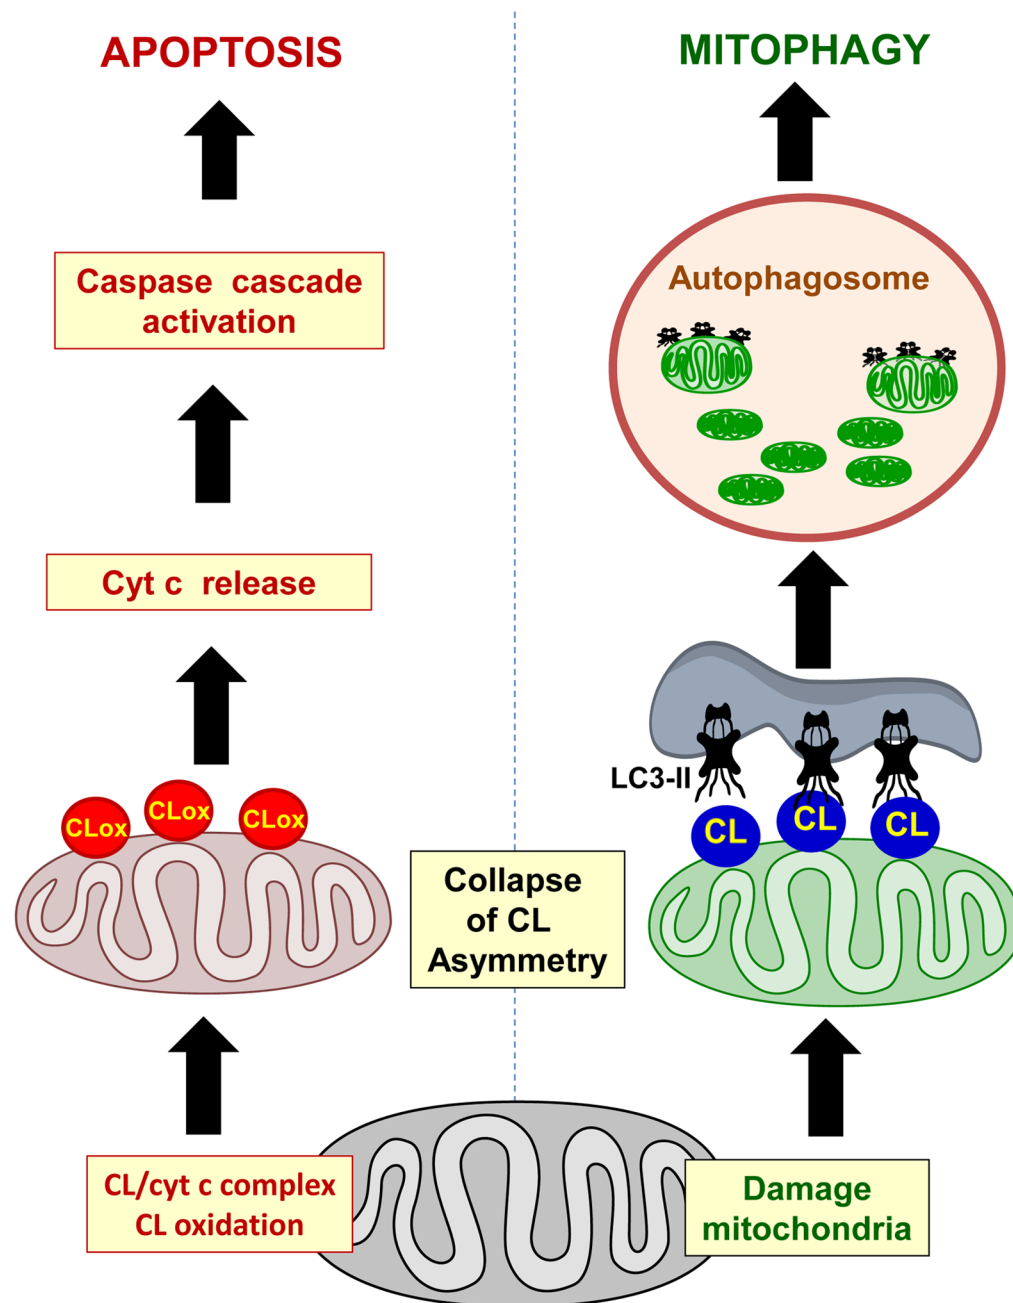 APOPTOSIS
MITOPHAGY
Caspase cascade
activation
Autophagosome
Cyt c release
LC3-II
CLox
CLox
CLox
CL
CL
CL
Collapse
of CL
Asymmetry
CL/cyt c complex
CL oxidation
Damage
mitochondria